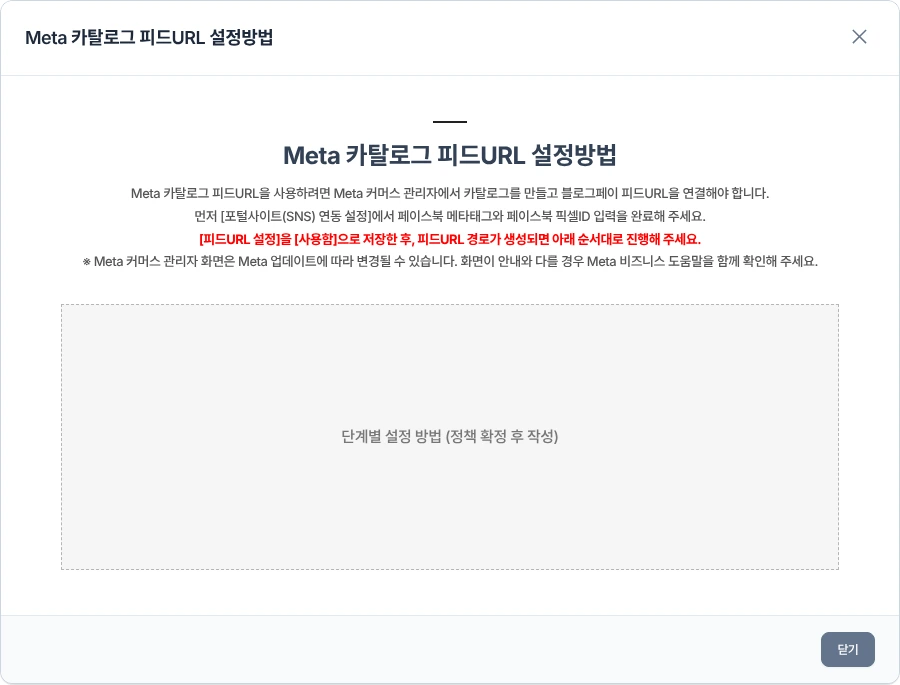 Meta 카탈로그 피드URL 설정방법
Meta 카탈로그 피드URL 설정방법
Meta 카탈로그 피드URL을 사용하려면 Meta 커머스 관리자에서 카탈로그를 만들고 블로그페이 피드URL을 연결해야 합니다.
먼저 [포털사이트(SNS) 연동 설정]에서 페이스북 메타태그와 페이스북 픽셀ID 입력을 완료해 주세요.
[피드URL 설정]을 [사용함]으로 저장한 후, 피드URL 경로가 생성되면 아래 순서대로 진행해 주세요.
※ Meta 커머스 관리자 화면은 Meta 업데이트에 따라 변경될 수 있습니다. 화면이 안내와 다를 경우 Meta 비즈니스 도움말을 함께 확인해 주세요.
단계별 설정 방법 (정책 확정 후 작성)
닫기